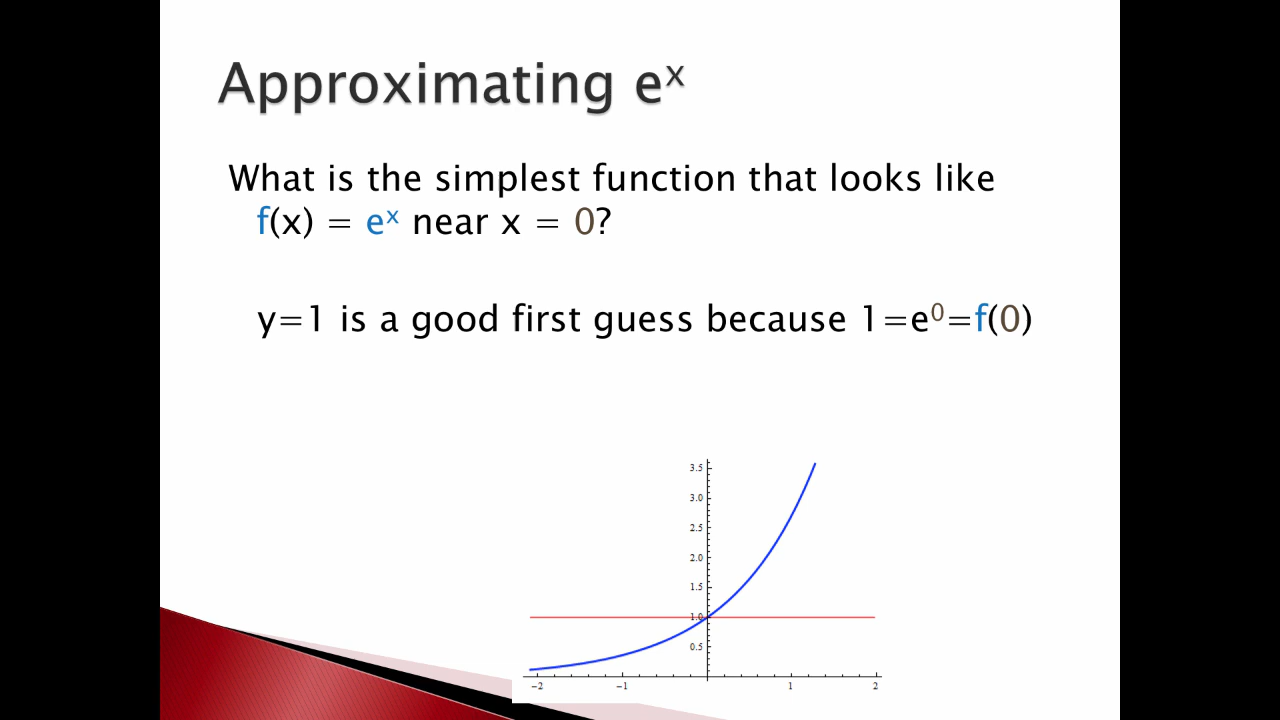 Approximating eˣ
What is the simplest function that looks like
f(x) = eˣ near x = 0?
y=1 is a good first guess because 1=e⁰=f(0)
3.5
3.0
2.5
2.0
1.5
1.0
0.5
−2 −1 1 2